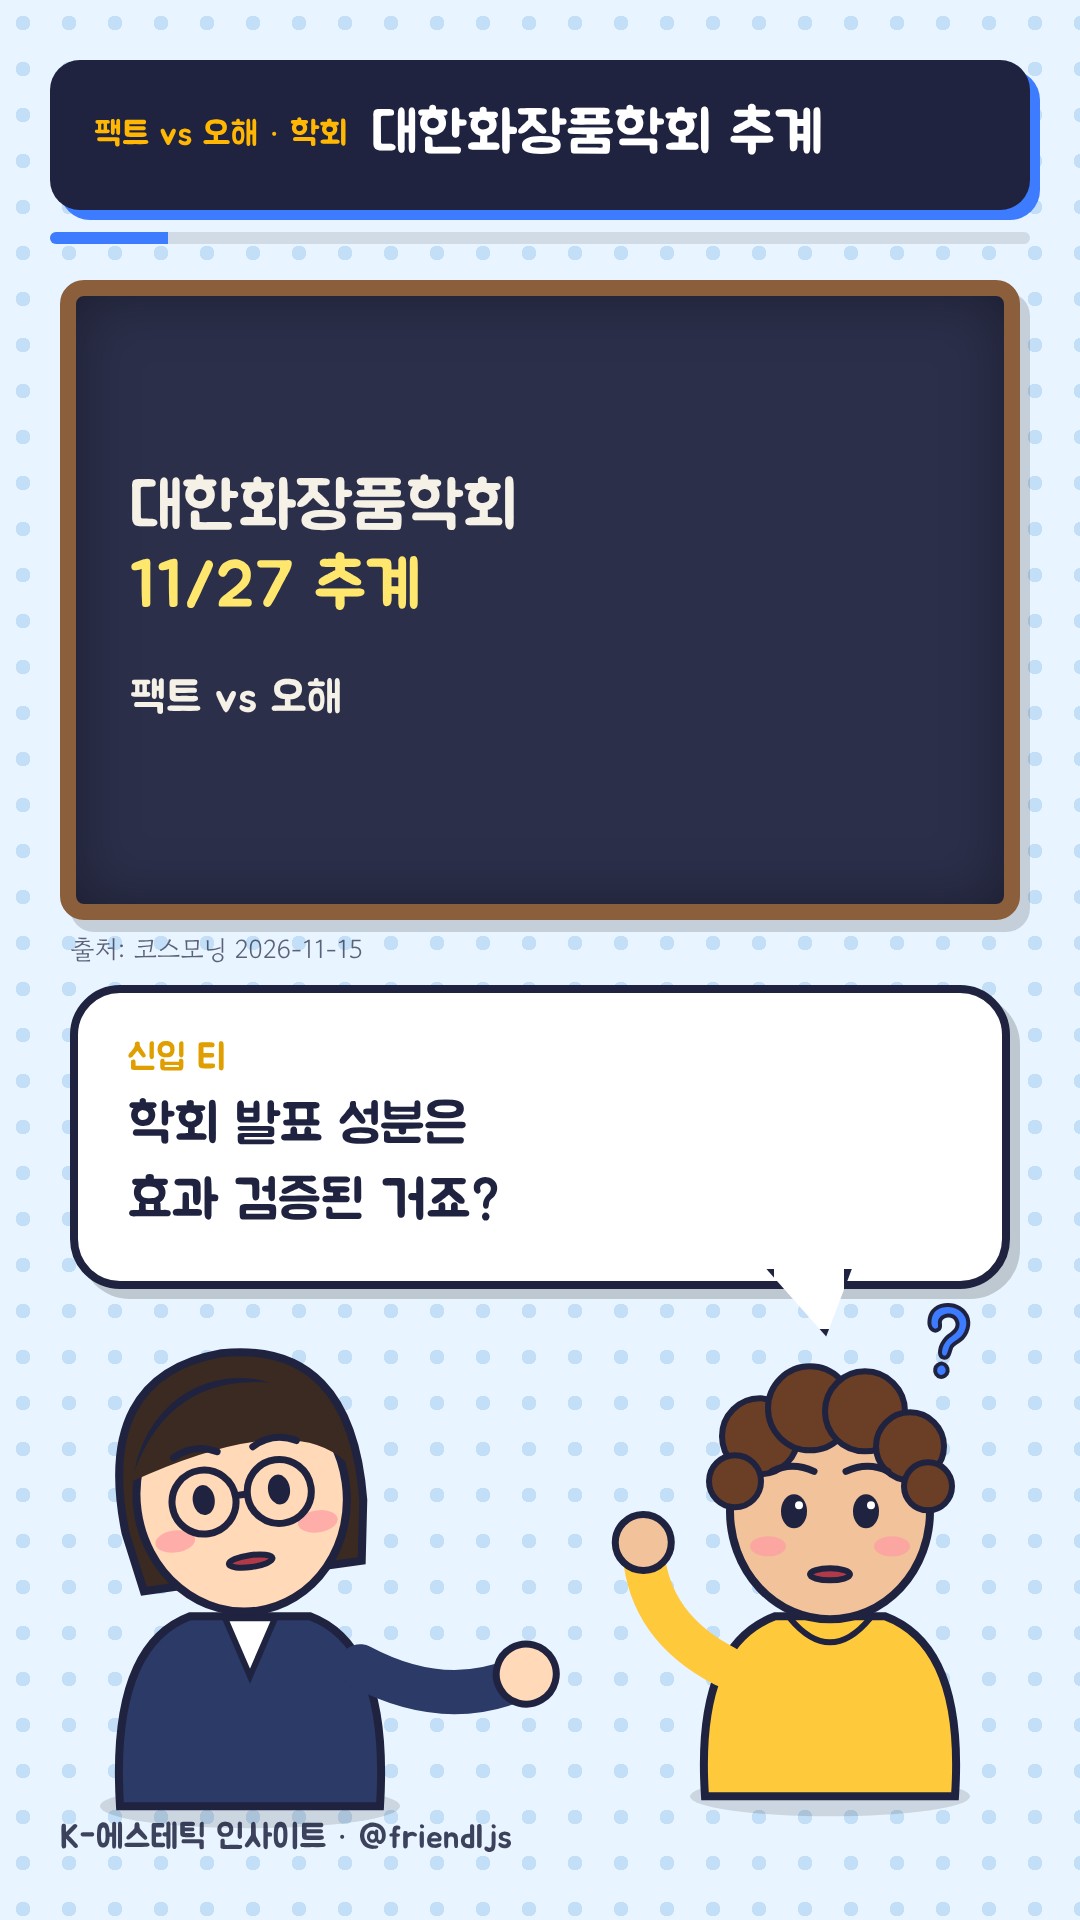 팩트 vs 오해 · 학회 대한화장품학회 추계
대한화장품학회
11/27 추계
팩트 vs 오해
출처: 코스모닝 2026-11-15
신입 티
학회 발표 성분은
효과 검증된 거죠?
?
K-에스테틱 인사이트 · @friendljs